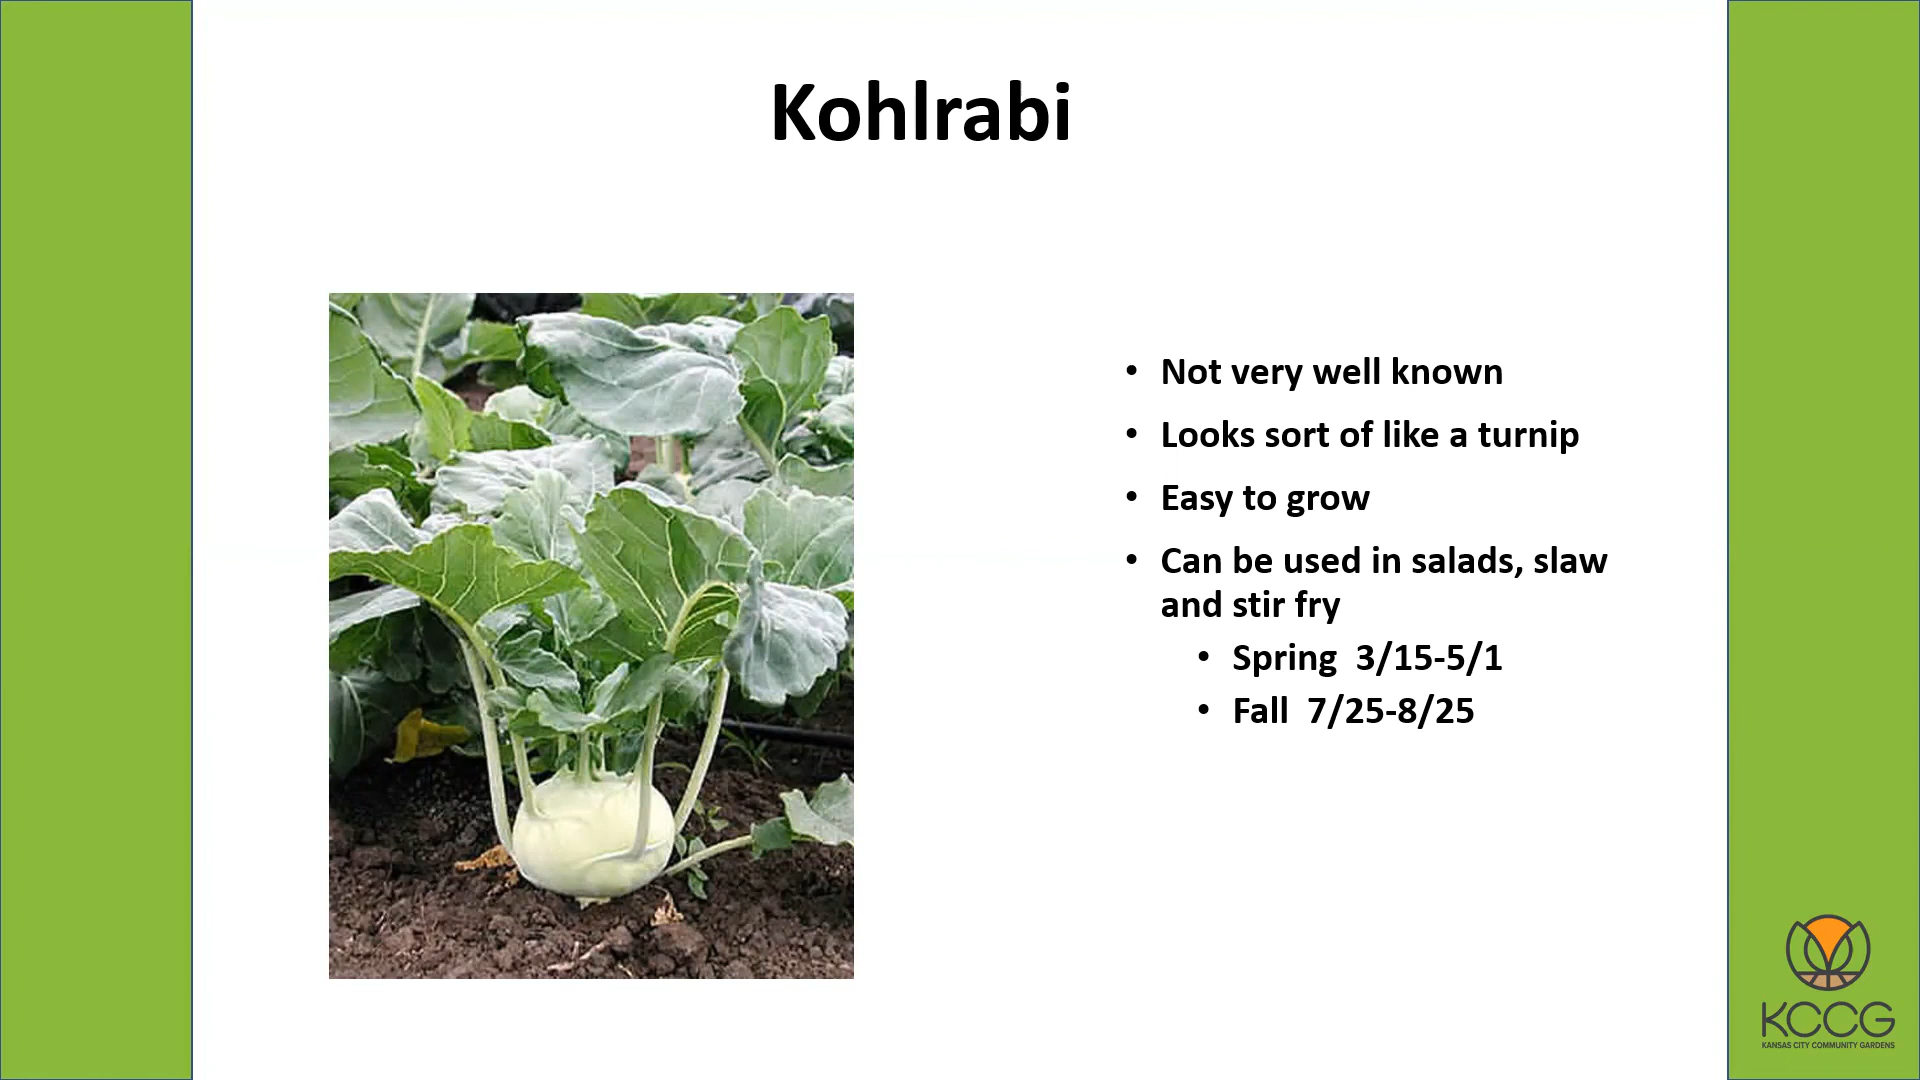 Kohlrabi
• Not very well known
• Looks sort of like a turnip
• Easy to grow
• Can be used in salads, slaw
and stir fry
• Spring  3/15-5/1
• Fall  7/25-8/25
KCCG
KANSAS CITY COMMUNITY GARDENS